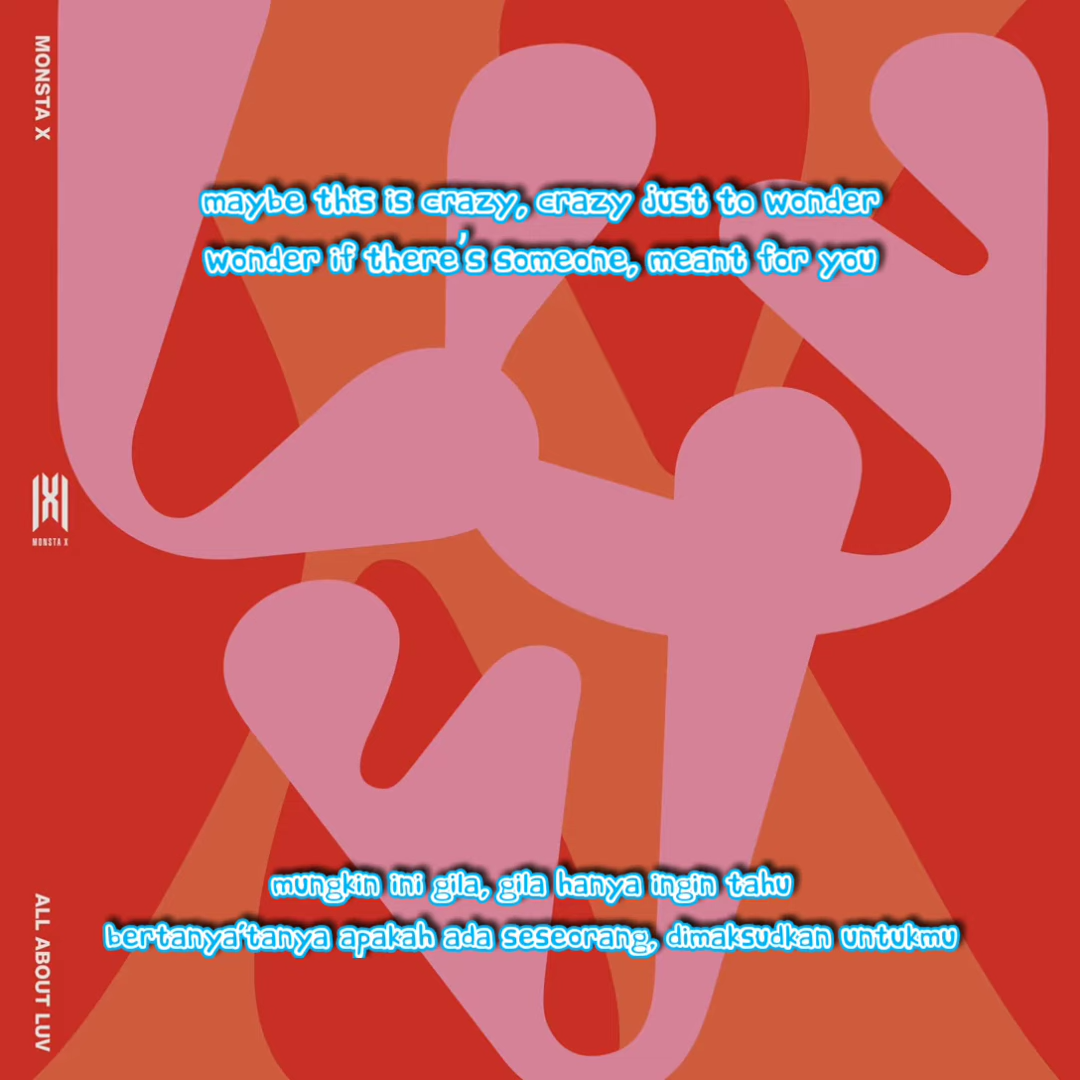 MONSTA X
maybe this is crazy, crazy just to wonder
wonder if there's someone, meant for you
MONSTA X
mungkin ini gila, gila hanya ingin tahu
bertanya'tanya apakah ada seseorang, dimaksudkan untukmu
ALL ABOUT LUV